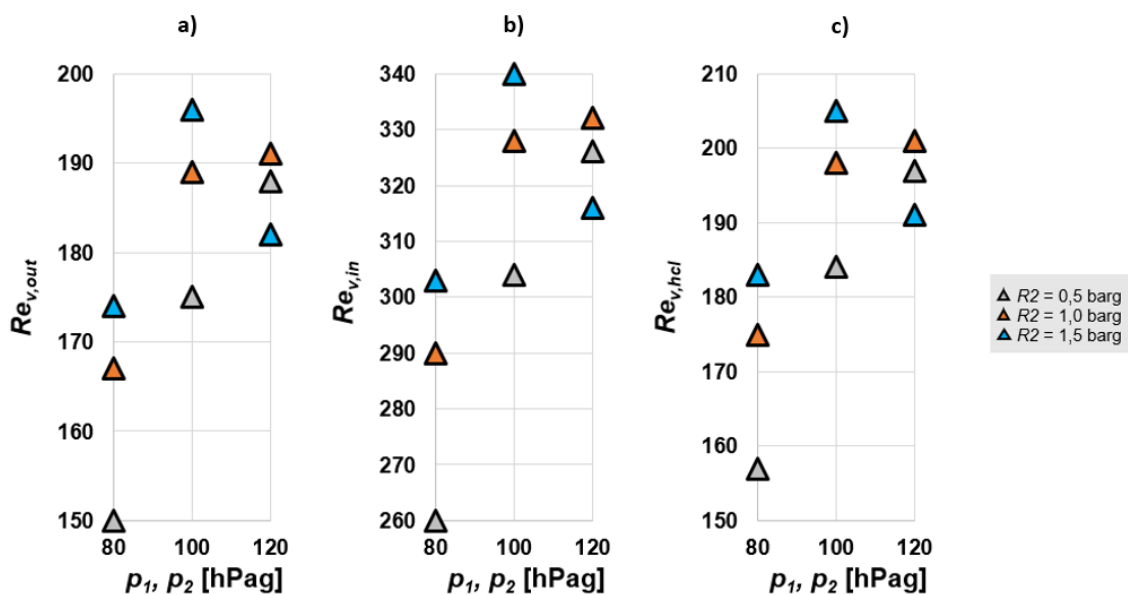 a)
200
190
180
170
160
150
80 100 120
Re_v,out
p₁, p₂ [hPag]
b)
340
330
320
310
300
290
280
270
260
80 100 120
Re_v,in
p₁, p₂ [hPag]
c)
210
200
190
180
170
160
150
80 100 120
Re_v,hcl
p₁, p₂ [hPag]
R2 = 0,5 barg
R2 = 1,0 barg
R2 = 1,5 barg